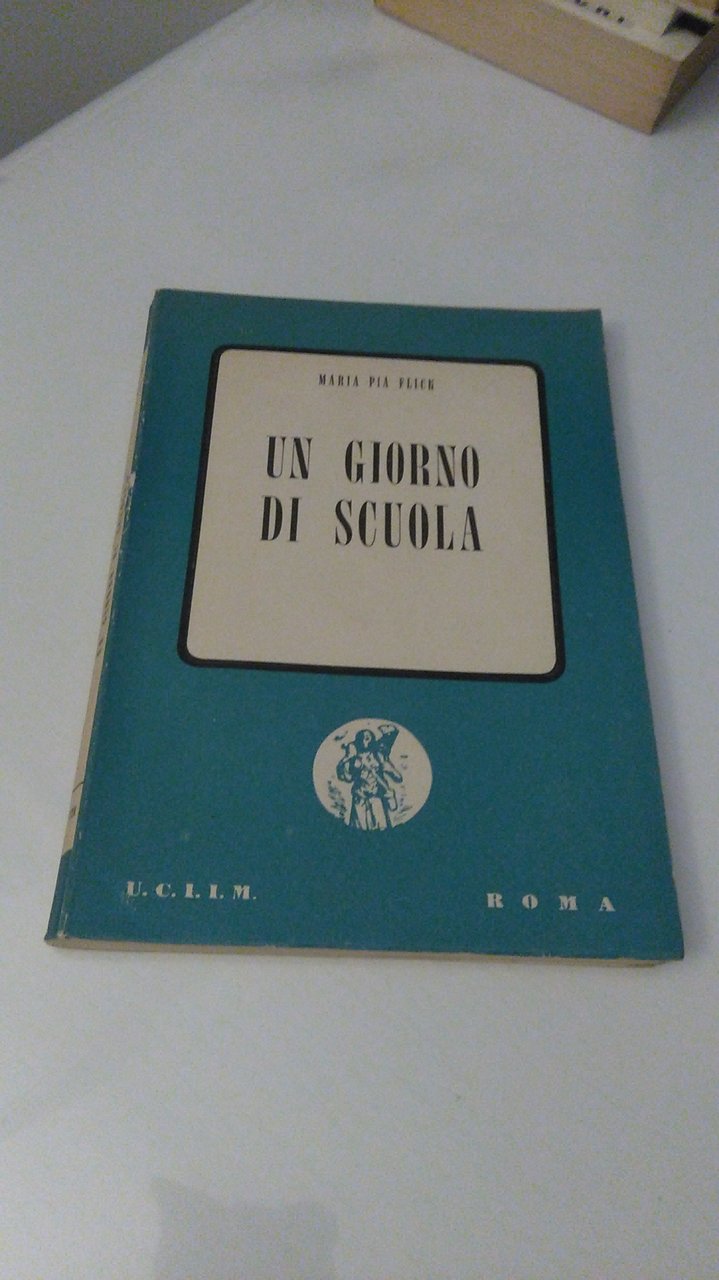 MARIA PIA FLICK
UN GIORNO
DI SCUOLA
U. C. I. I. M.
ROMA